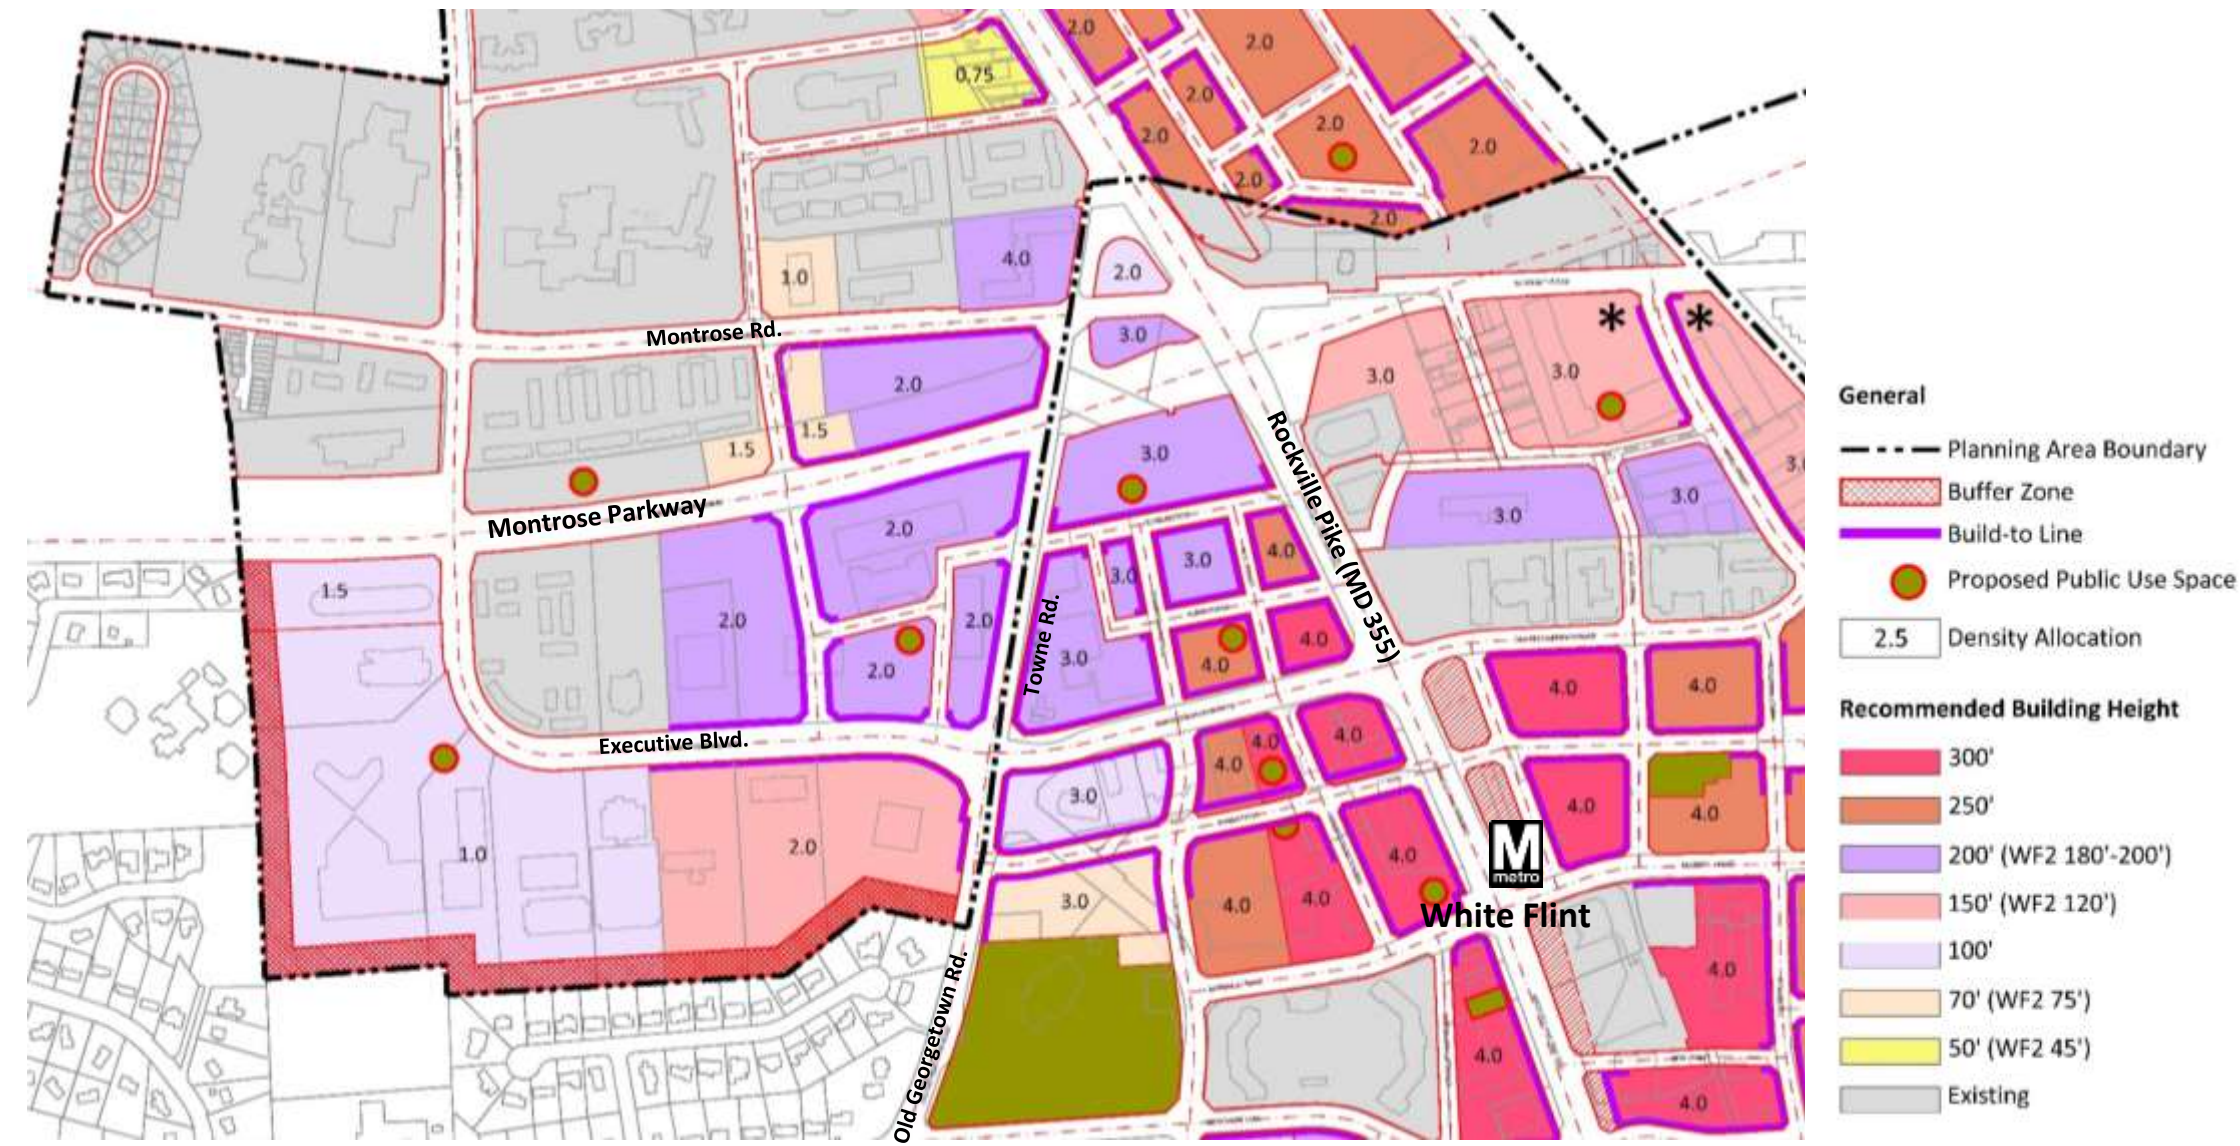 2.0
2.0
0.75
2.0
2.0
2.0
2.0
2.0
2.0
4.0
1.0
2.0
Montrose Rd.
3.0
*
*
2.0
3.0
3.0
General
1.5
1.5
3.0
Rockville Pike (MD 355)
3.0
Planning Area Boundary
Buffer Zone
Montrose Parkway
2.0
3.0
3.0
Build-to Line
1.5
3.0
3.0
4.0
Proposed Public Use Space
2.0
2.0
Towne Rd.
2.0
3.0
4.0
4.0
2.5
Density Allocation
4.0
4.0
Recommended Building Height
Executive Blvd.
4.0
4.0
4.0
300'
3.0
4.0
4.0
250'
1.0
2.0
4.0
M
metro
200' (WF2 180'-200')
3.0
4.0
4.0
White Flint
150' (WF2 120')
Old Georgetown Rd.
4.0
100'
70' (WF2 75')
4.0
50' (WF2 45')
4.0
Existing